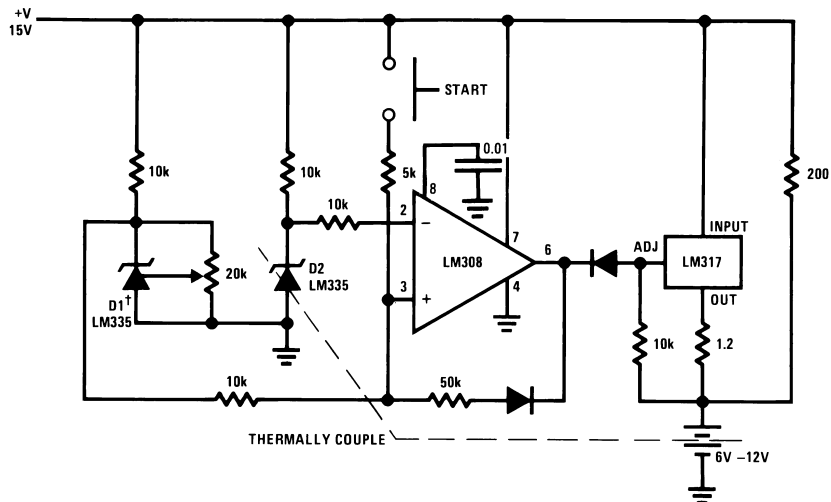 +V
15V
START
10k
10k
5k
0.01
200
10k
8
2
−
7
6
ADJ
INPUT
LM317
LM308
20k
D2
LM335
D1†
LM335
3
+
4
OUT
10k
1.2
10k
50k
THERMALLY COUPLE
6V −12V